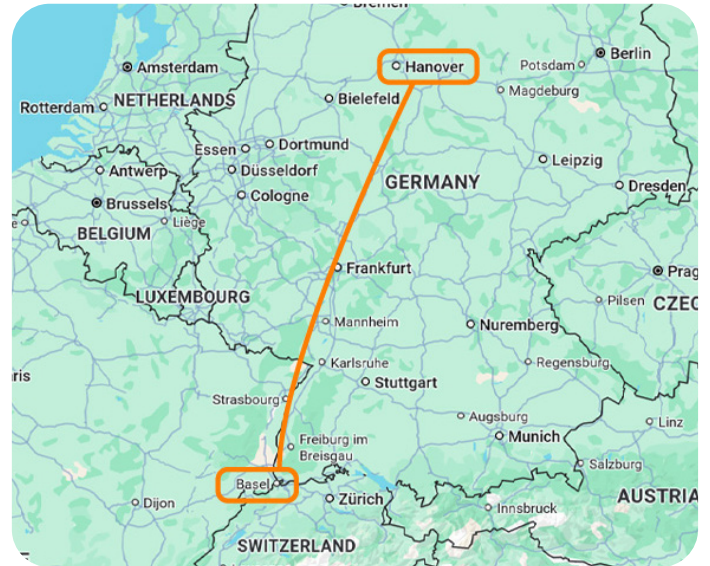 Bremen
Hanover
Berlin
Potsdam
Amsterdam
Magdeburg
Bielefeld
Rotterdam
NETHERLANDS
Essen
Dortmund
Leipzig
Antwerp
Düsseldorf
GERMANY
Dresden
Cologne
Brussels
Liège
BELGIUM
e
Frankfurt
Prag
LUXEMBOURG
Pilsen
CZEC
Mannheim
Nuremberg
Karlsruhe
Regensburg
ris
Stuttgart
Strasbourg
Augsburg
Linz
Munich
Freiburg im
Breisgau
Salzburg
Basel
Dijon
Zürich
AUSTRIA
Innsbruck
SWITZERLAND
E